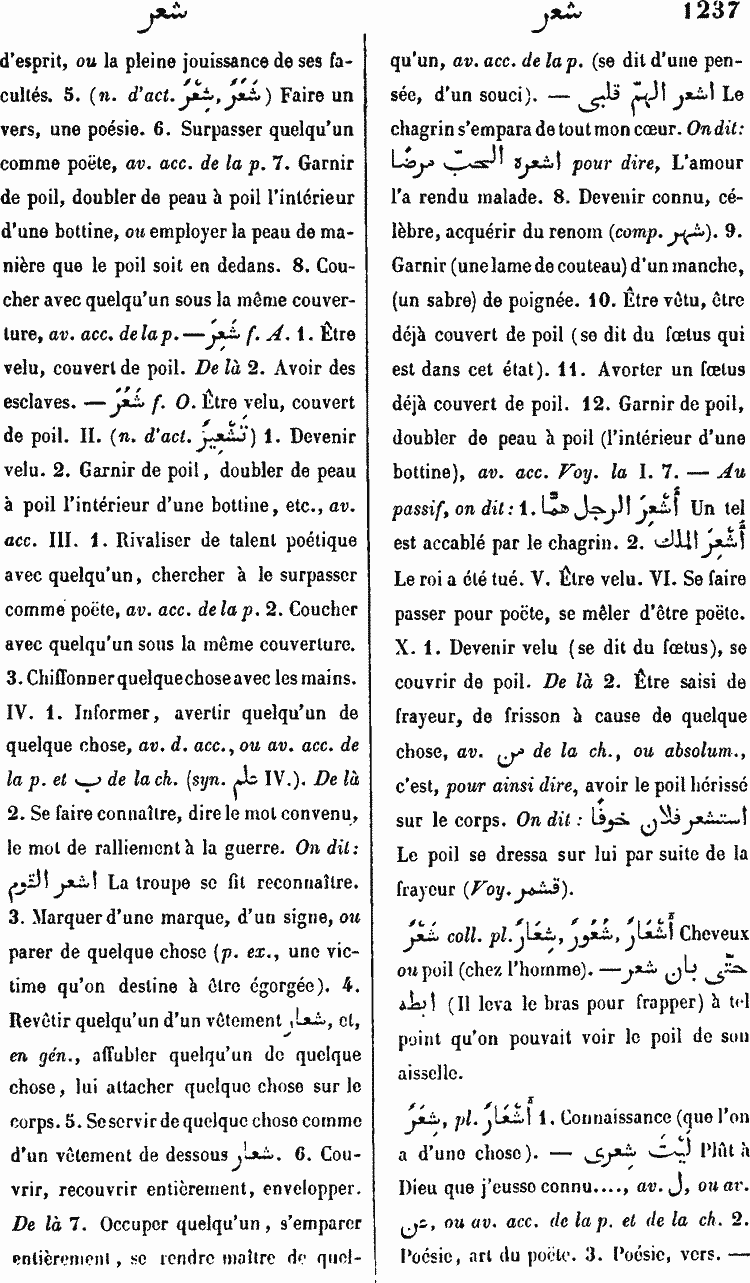 شعر شعر 1237
d'esprit, ou la pleine jouissance de ses fa-
cultés. 5. (n. d'act. شِعْرٌ, شَعْرٌ) Faire un
vers, une poésie. 6. Surpasser quelqu'un
comme poëte, av. acc. de la p. 7. Garnir
de poil, doubler de peau à poil l'intérieur
d'une bottine, ou employer la peau de ma-
nière que le poil soit en dedans. 8. Cou-
cher avec quelqu'un sous la même couver-
ture, av. acc. de la p. — شَعِرَ f. A. 1. Être
velu, couvert de poil. De là 2. Avoir des
esclaves. — شَعُرَ f. O. Être velu, couvert
de poil. II. (n. d'act. تَشْعِيرٌ) 1. Devenir
velu. 2. Garnir de poil, doubler de peau
à poil l'intérieur d'une bottine, etc., av.
acc. III. 1. Rivaliser de talent poétique
avec quelqu'un, chercher à le surpasser
comme poëte, av. acc. de la p. 2. Coucher
avec quelqu'un sous la même couverture.
3. Chiffonner quelque chose avec les mains.
IV. 1. Informer, avertir quelqu'un de
quelque chose, av. d. acc., ou av. acc. de
la p. et ب de la ch. (syn. علم IV.). De là
2. Se faire connaître, dire le mot convenu,
le mot de ralliement à la guerre. On dit:
اشعر القوم La troupe se fit reconnaître.
3. Marquer d'une marque, d'un signe, ou
parer de quelque chose (p. ex., une vic-
time qu'on destine à être égorgée). 4.
Revêtir quelqu'un d'un vêtement شعار, et,
en gén., affubler quelqu'un de quelque
chose, lui attacher quelque chose sur le
corps. 5. Se servir de quelque chose comme
d'un vêtement de dessous شعار. 6. Cou-
vrir, recouvrir entièrement, envelopper.
De là 7. Occuper quelqu'un, s'emparer
entièrement, se rendre maître de quel-
qu'un, av. acc. de la p. (se dit d'une pen-
sée, d'un souci). — اشعر الهمّ قلبى Le
chagrin s'empara de tout mon cœur. On dit:
اشعره الحبّ مرضًا pour dire, L'amour
l'a rendu malade. 8. Devenir connu, cé-
lèbre, acquérir du renom (comp. شهر). 9.
Garnir (une lame de couteau) d'un manche,
(un sabre) de poignée. 10. Être vêtu, être
déjà couvert de poil (se dit du fœtus qui
est dans cet état). 11. Avorter un fœtus
déjà couvert de poil. 12. Garnir de poil,
doubler de peau à poil (l'intérieur d'une
bottine), av. acc. Voy. la I. 7. — Au
passif, on dit: 1. أُشْعِرَ الرجل همًّا Un tel
est accablé par le chagrin. 2. أُشْعِرَ الملك
Le roi a été tué. V. Être velu. VI. Se faire
passer pour poëte, se mêler d'être poëte.
X. 1. Devenir velu (se dit du fœtus), se
couvrir de poil. De là 2. Être saisi de
frayeur, de frisson à cause de quelque
chose, av. من de la ch., ou absolum.,
c'est, pour ainsi dire, avoir le poil hérissé
sur le corps. On dit: استشعر فلان خوفًا
Le poil se dressa sur lui par suite de la
frayeur (Voy. قشعر).
شَعْرٌ coll. pl. أَشْعَارٌ, شُعُورٌ, شِعَارٌ Cheveux
ou poil (chez l'homme). — حتّى بان شعر
ابطه (Il leva le bras pour frapper) à tel
point qu'on pouvait voir le poil de son
aisselle.
شِعْرٌ, pl. أَشْعَارٌ 1. Connaissance (que l'on
a d'une chose). — لَيْتَ شعرى Plût à
Dieu que j'eusse connu...., av. ل, ou av.
عن, ou av. acc. de la p. et de la ch. 2.
Poésie, art du poëte. 3. Poésie, vers. —